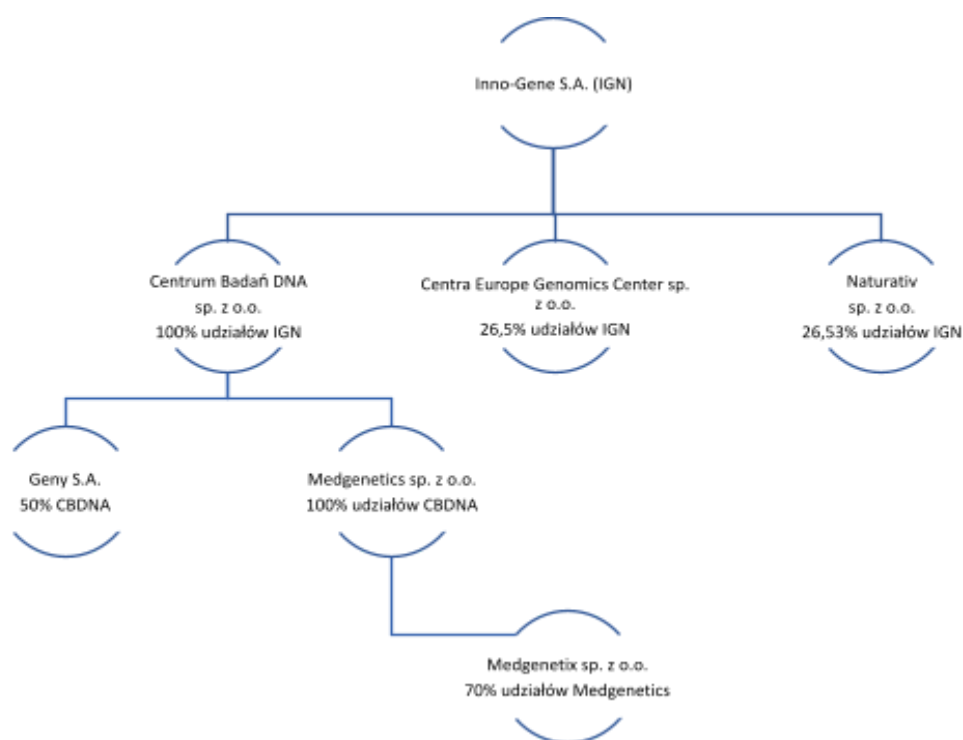 Inno-Gene S.A. (IGN)
Centrum Badań DNA
sp. z o.o.
100% udziałów IGN
Centra Europe Genomics Center sp.
z o.o.
26,5% udziałów IGN
Naturativ
sp. z o.o.
26,53% udziałów IGN
Geny S.A.
50% CBDNA
Medgenetics sp. z o.o.
100% udziałów CBDNA
Medgenetix sp. z o.o.
70% udziałów Medgenetics